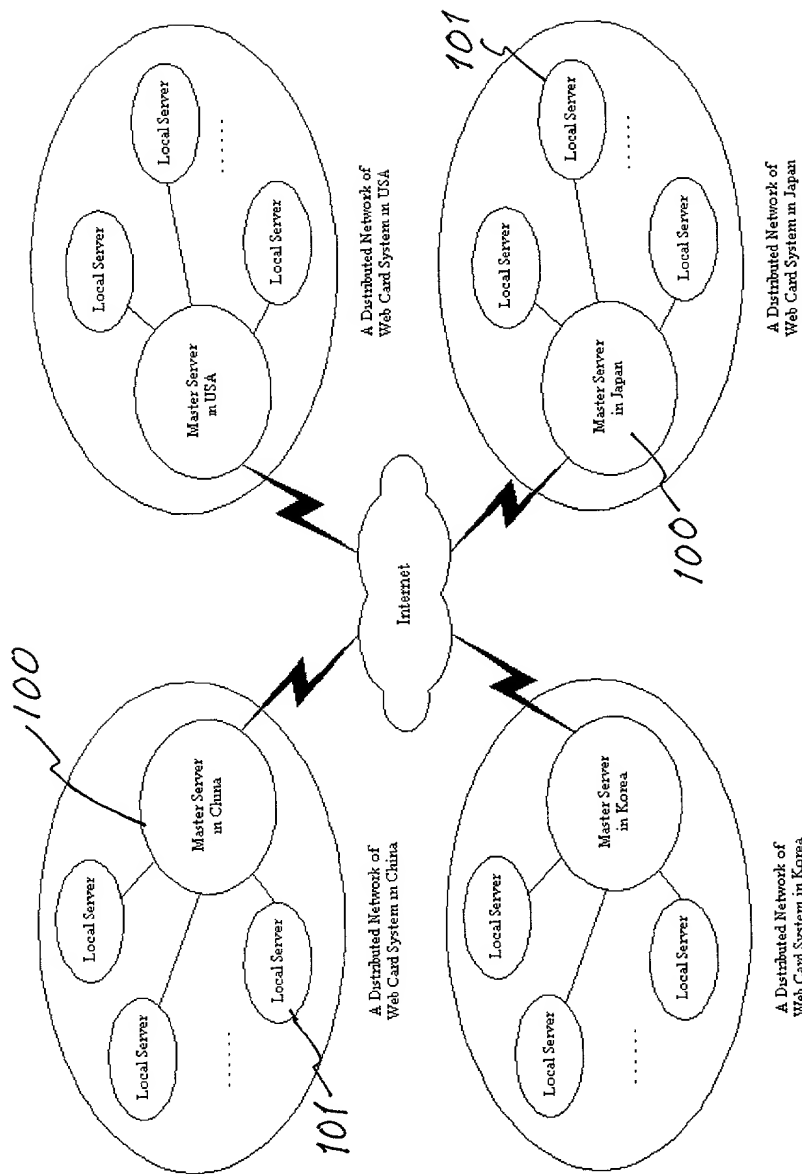 Local Server
Local Server
Local Server
......
Master Server
in China
100
101
A Distributed Network of
Web Card System in China
Local Server
Local Server
Local Server
......
Master Server
in USA
A Distributed Network of
Web Card System in USA
Internet
Local Server
Local Server
Local Server
......
Master Server
in Korea
A Distributed Network of
Web Card System in Korea
Local Server
Local Server
Local Server
......
Master Server
in Japan
101
100
A Distributed Network of
Web Card System in Japan